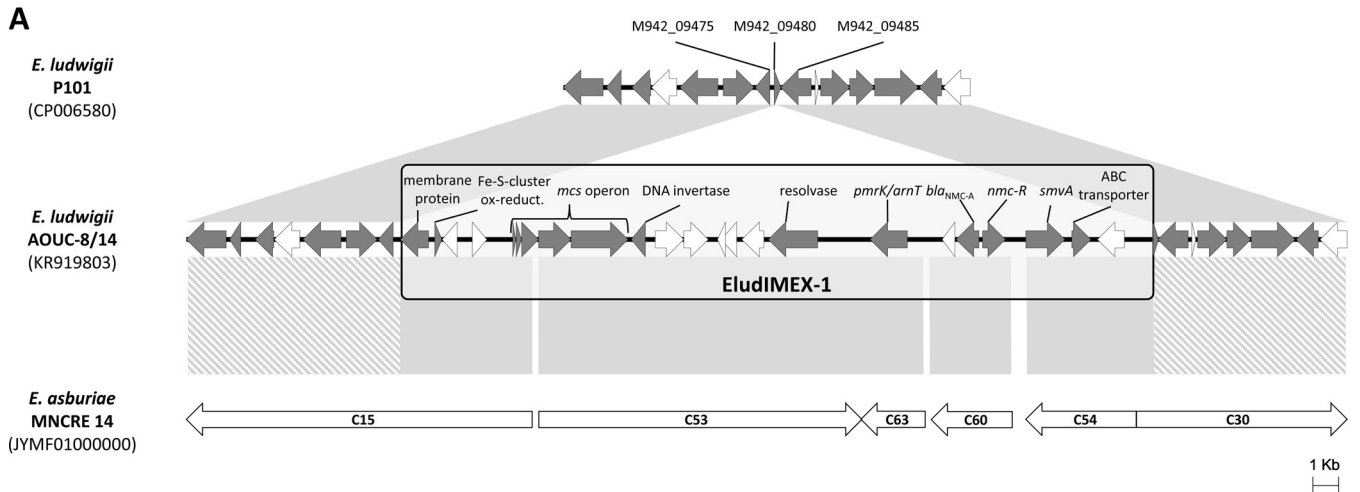 A
M942_09475 M942_09480 M942_09485
E. ludwigii
P101
(CP006580)
membrane
protein
Fe-S-cluster
ox-reduct.
mcs operon
DNA invertase
resolvase
pmrK/arnT
blaNMC-A
nmc-R
smvA
ABC
transporter
E. ludwigii
AOUC-8/14
(KR919803)
EludIMEX-1
E. asburiae
MNCRE 14
(JYMF01000000)
C15 C53 C63 C60 C54 C30
1 Kb